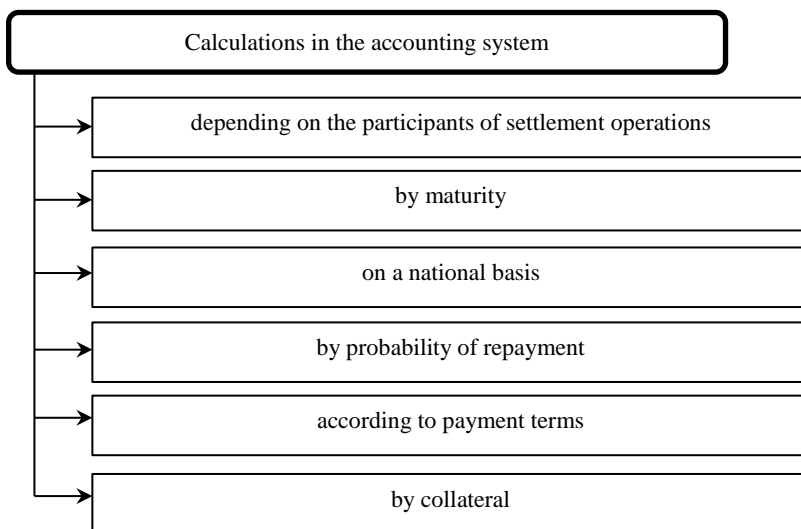 Calculations in the accounting system
depending on the participants of settlement operations
by maturity
on a national basis
by probability of repayment
according to payment terms
by collateral